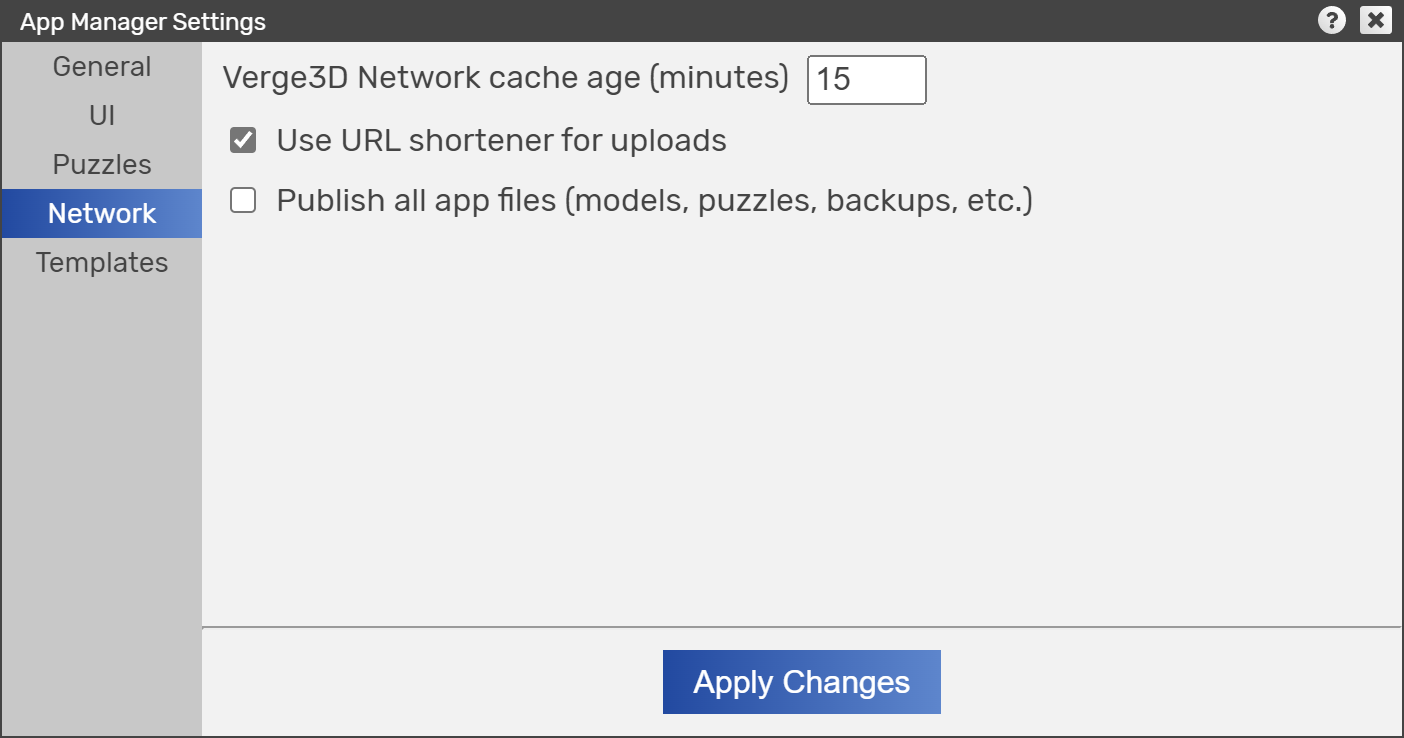 App Manager Settings
?
General
UI
Puzzles
Network
Templates
Verge3D Network cache age (minutes) 15
Use URL shortener for uploads
Publish all app files (models, puzzles, backups, etc.)
Apply Changes